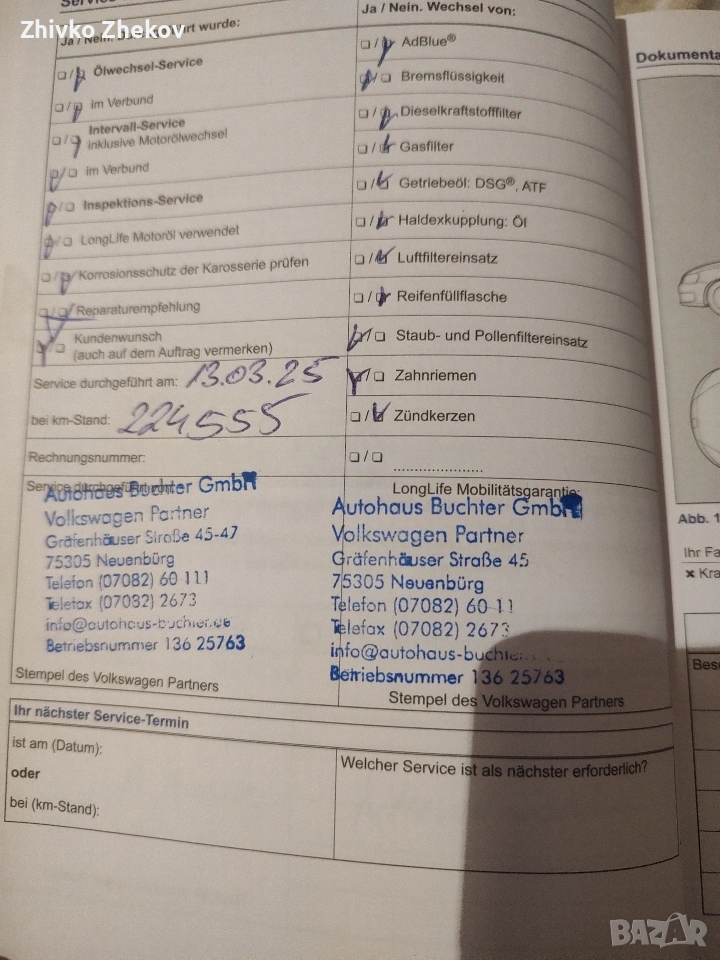 Zhivko Zhekov
Ja / Nein. Wechsel von:
Ölwechsel-Service
im Verbund
Intervall-Service
inklusive Motorölwechsel
im Verbund
Inspektions-Service
LongLife Motoröl verwendet
Korrosionsschutz der Karosserie prüfen
Reparaturempfehlung
Kundenwunsch
(auch auf dem Auftrag vermerken)
Service durchgeführt am: 13.03.25
bei km-Stand: 224555
Rechnungsnummer:
AdBlue®
Bremsflüssigkeit
Dieselkraftstofffilter
Gasfilter
Getriebeöl: DSG®, ATF
Haldexkupplung: Öl
Luftfiltereinsatz
Reifenfüllflasche
Staub- und Pollenfiltereinsatz
Zahnriemen
Zündkerzen
Autohaus Buchter GmbH
Volkswagen Partner
Gräfenhäuser Straße 45-47
75305 Neuenbürg
Telefon (07082) 60 111
Telefax (07082) 2673
info@autohaus-buchter.de
Betriebsnummer 136 25763
Stempel des Volkswagen Partners
LongLife Mobilitätsgarantie:
Autohaus Buchter GmbH
Volkswagen Partner
Gräfenhäuser Straße 45
75305 Neuenbürg
Telefon (07082) 60 11
Telefax (07082) 2673
Betriebsnummer 136 25763
Stempel des Volkswagen Partners
Ihr nächster Service-Termin
ist am (Datum):
oder
bei (km-Stand):
Welcher Service ist als nächster erforderlich?
Dokumenta
Abb. 1
Ihr Fa
Kra
Bes
BAZAR